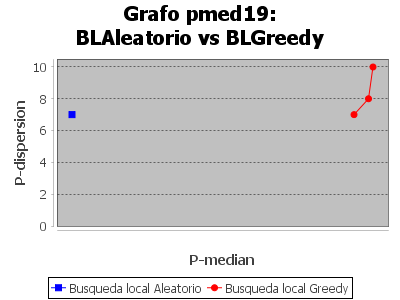 Grafo pmed19:
BLAleatorio vs BLGreedy
10
8
6
4
2
0
P-dispersion
P-median
Busqueda local Aleatorio Busqueda local Greedy